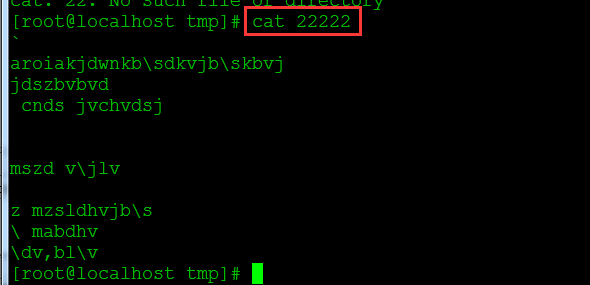 cat: 22: No such file or directory
[root@localhost tmp]# cat 22222
`
aroiakjdwnkb\sdkvjb\skbvj
jdszbvbvd
 cnds jvchvdsj
mszd v\jlv
z mzsldhvjb\s
\ mabdhv
\dv,bl\v
[root@localhost tmp]#